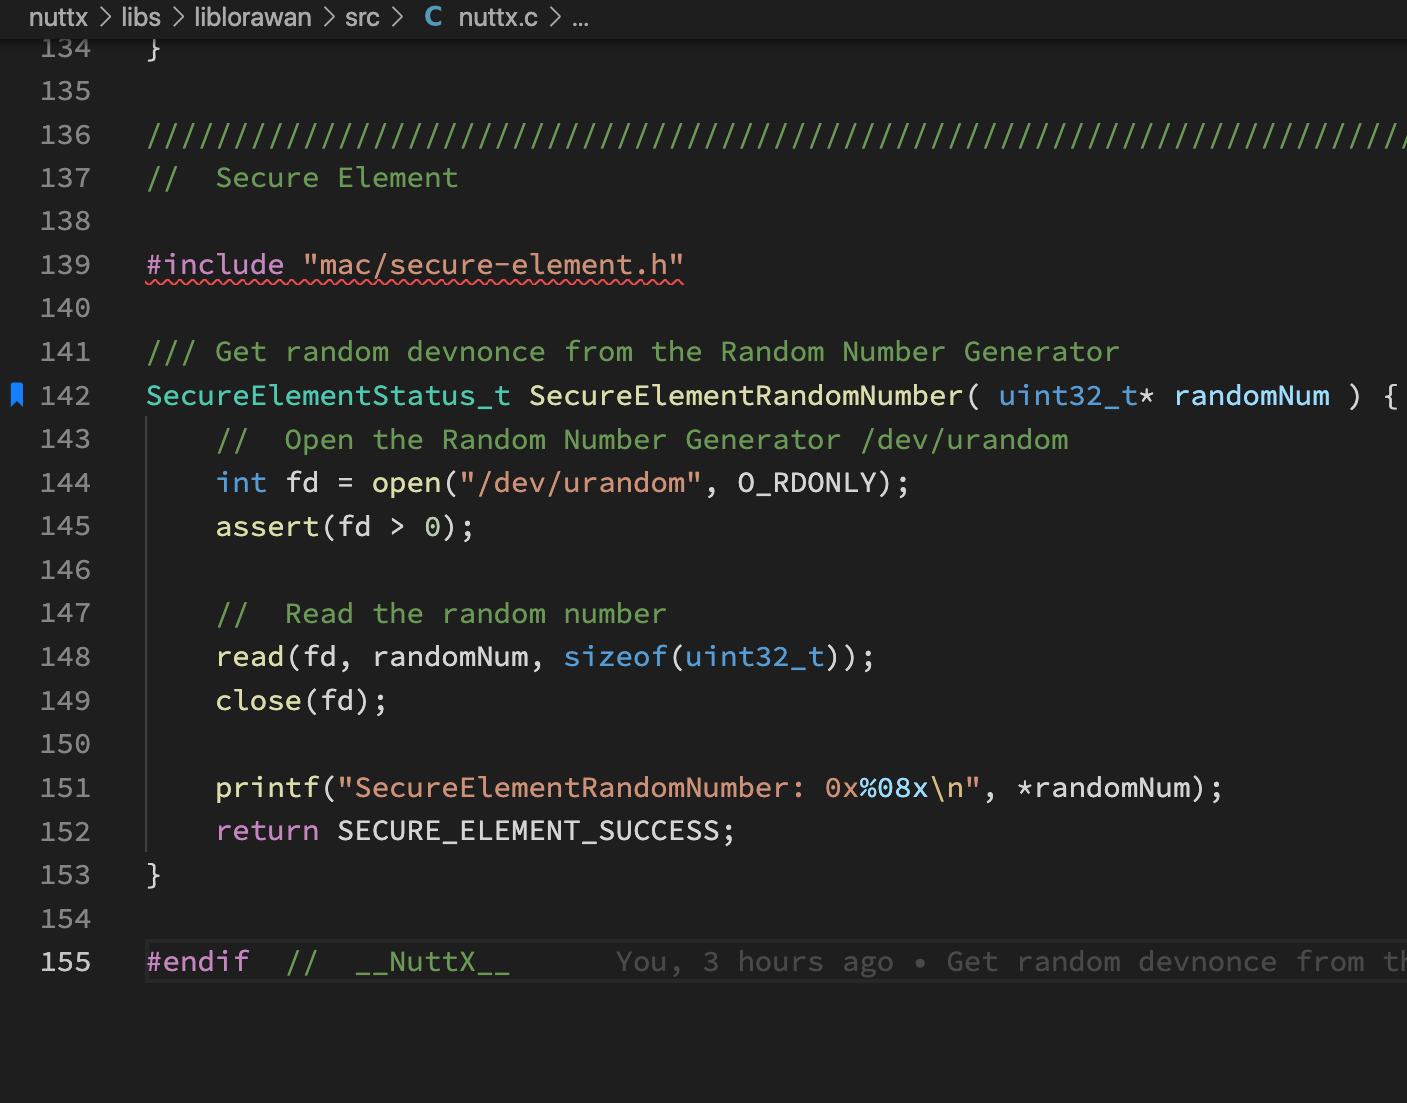 nuttx > libs > liblorawan > src > C nuttx.c > ...
134 }
135
136 ////////////////////////////////////////////////////////////////////////
137 //  Secure Element
138
139 #include "mac/secure-element.h"
140
141 /// Get random devnonce from the Random Number Generator
142 SecureElementStatus_t SecureElementRandomNumber( uint32_t* randomNum ) {
143     //  Open the Random Number Generator /dev/urandom
144     int fd = open("/dev/urandom", O_RDONLY);
145     assert(fd > 0);
146
147     //  Read the random number
148     read(fd, randomNum, sizeof(uint32_t));
149     close(fd);
150
151     printf("SecureElementRandomNumber: 0x%08x\n", *randomNum);
152     return SECURE_ELEMENT_SUCCESS;
153 }
154
155 #endif  //  __NuttX__      You, 3 hours ago • Get random devnonce from